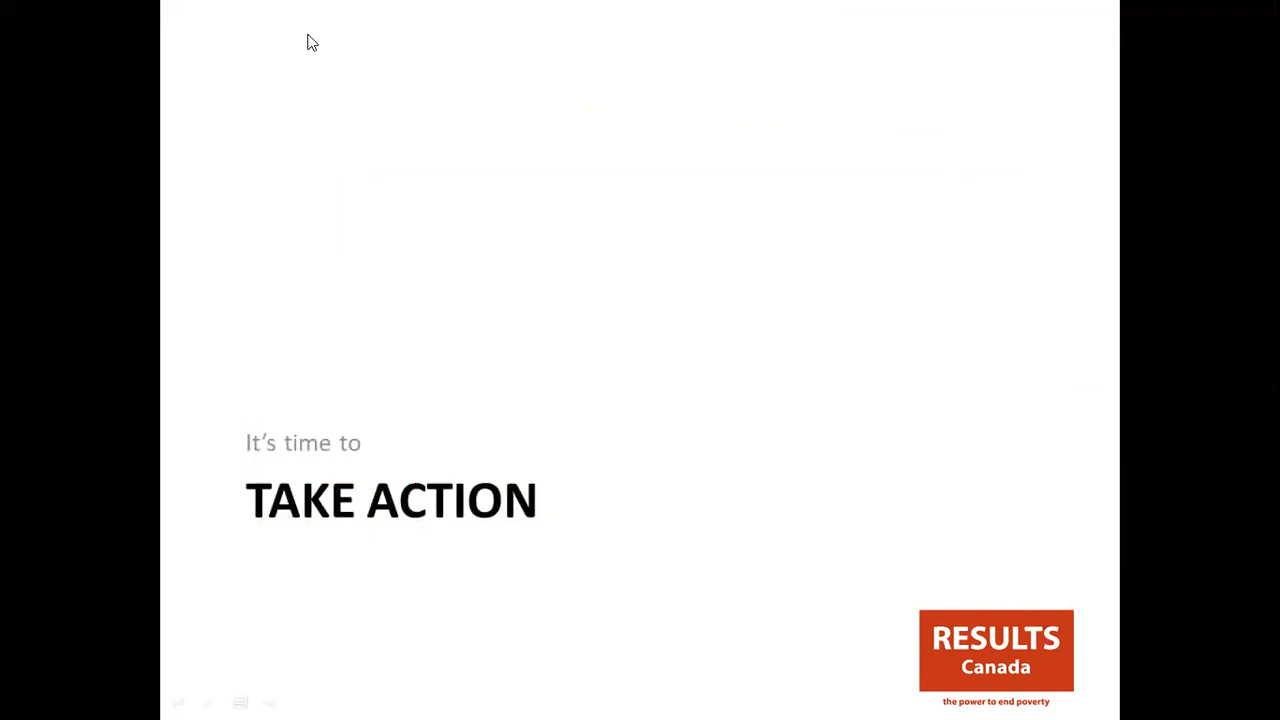 It's time to
TAKE ACTION
RESULTS
Canada
the power to end poverty